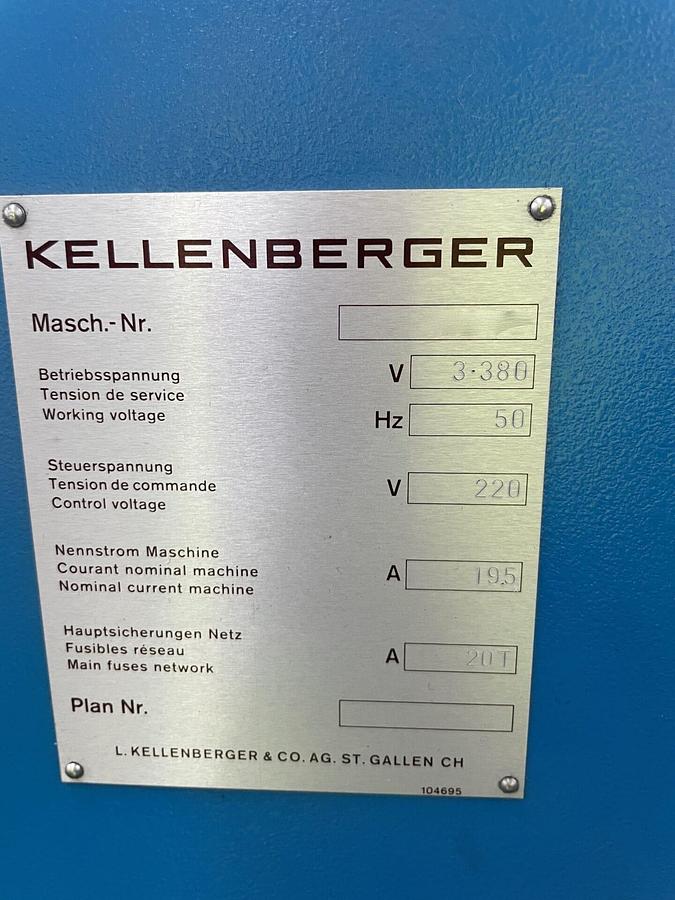 KELLENBERGER
Masch.-Nr.
Betriebsspannung
Tension de service
Working voltage
V 3·380
Hz 50
Steuerspannung
Tension de commande
Control voltage
V 220
Nennstrom Maschine
Courant nominal machine
Nominal current machine
A 19.5
Hauptsicherungen Netz
Fusibles réseau
Main fuses network
A 20T
Plan Nr.
L. KELLENBERGER & CO. AG. ST. GALLEN CH
104695